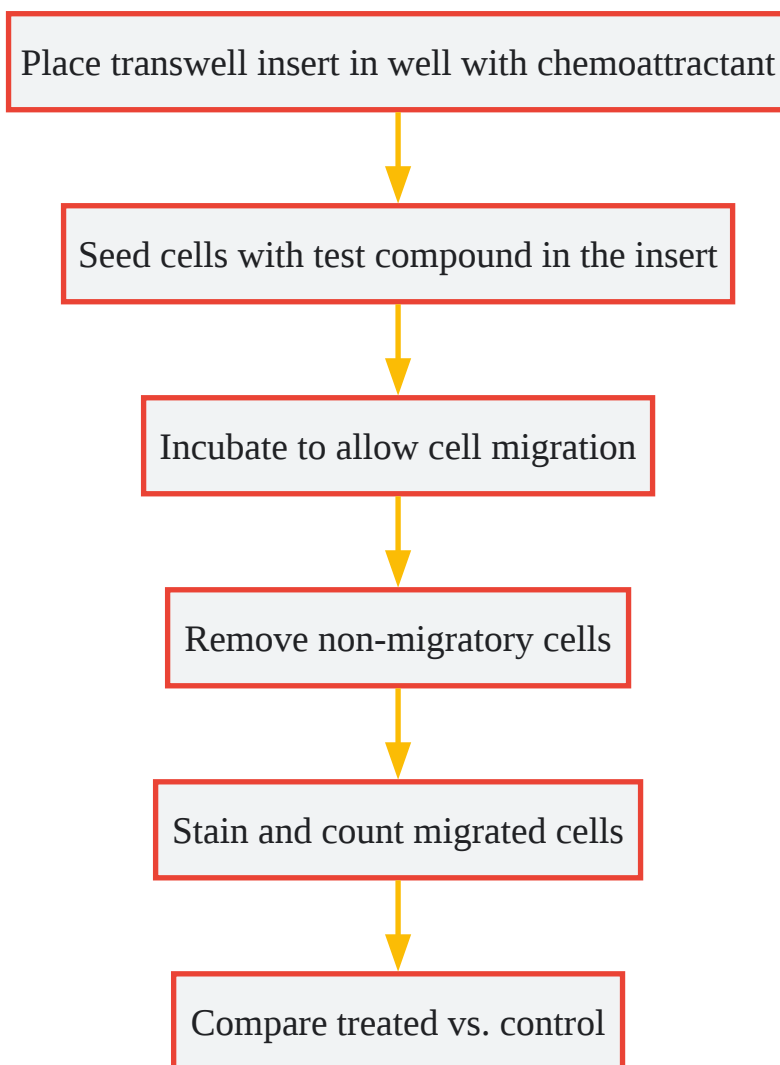 Place transwell insert in well with chemoattractant
Seed cells with test compound in the insert
Incubate to allow cell migration
Remove non-migratory cells
Stain and count migrated cells
Compare treated vs. control